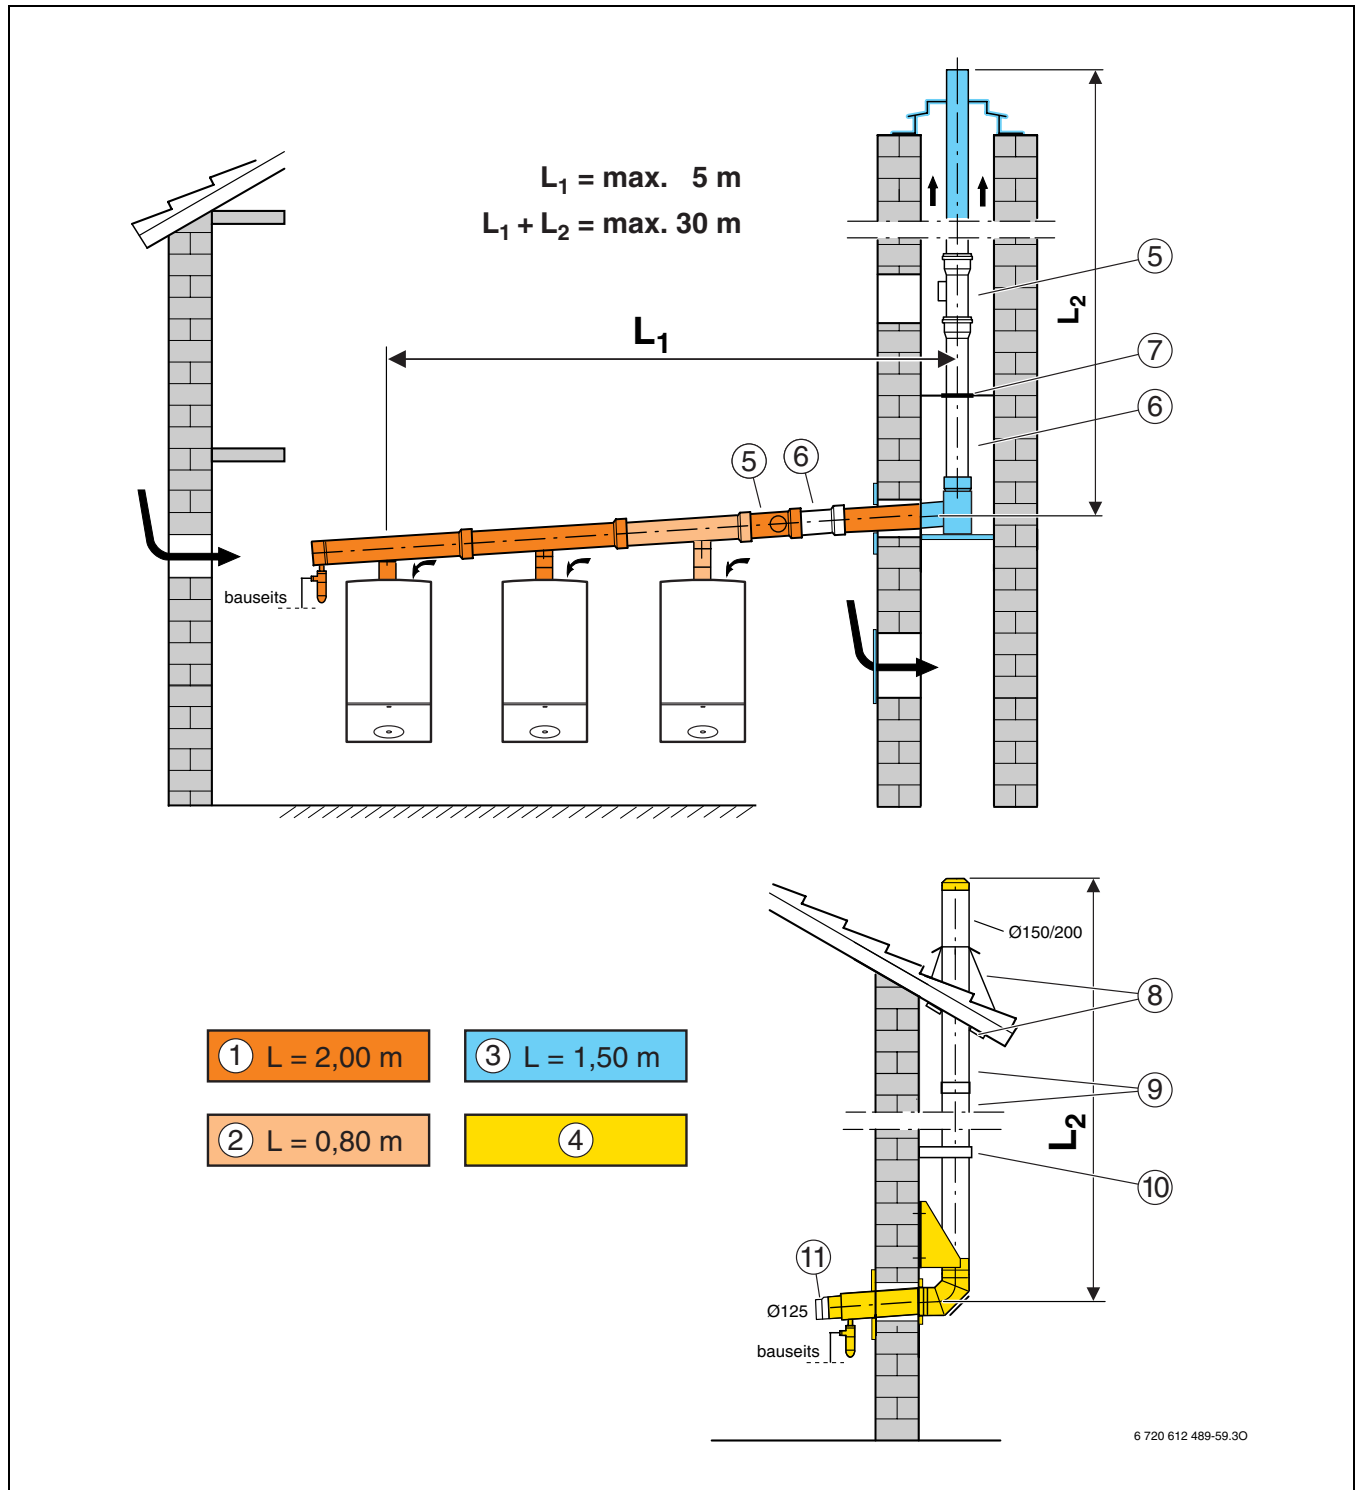 L1 = max. 5 m
L1 + L2 = max. 30 m
L1
L2
5
7
6
5
6
bauseits
1 L = 2,00 m
3 L = 1,50 m
2 L = 0,80 m
4
Ø150/200
8
9
L2
10
11
Ø125
bauseits
6 720 612 489-59.3O